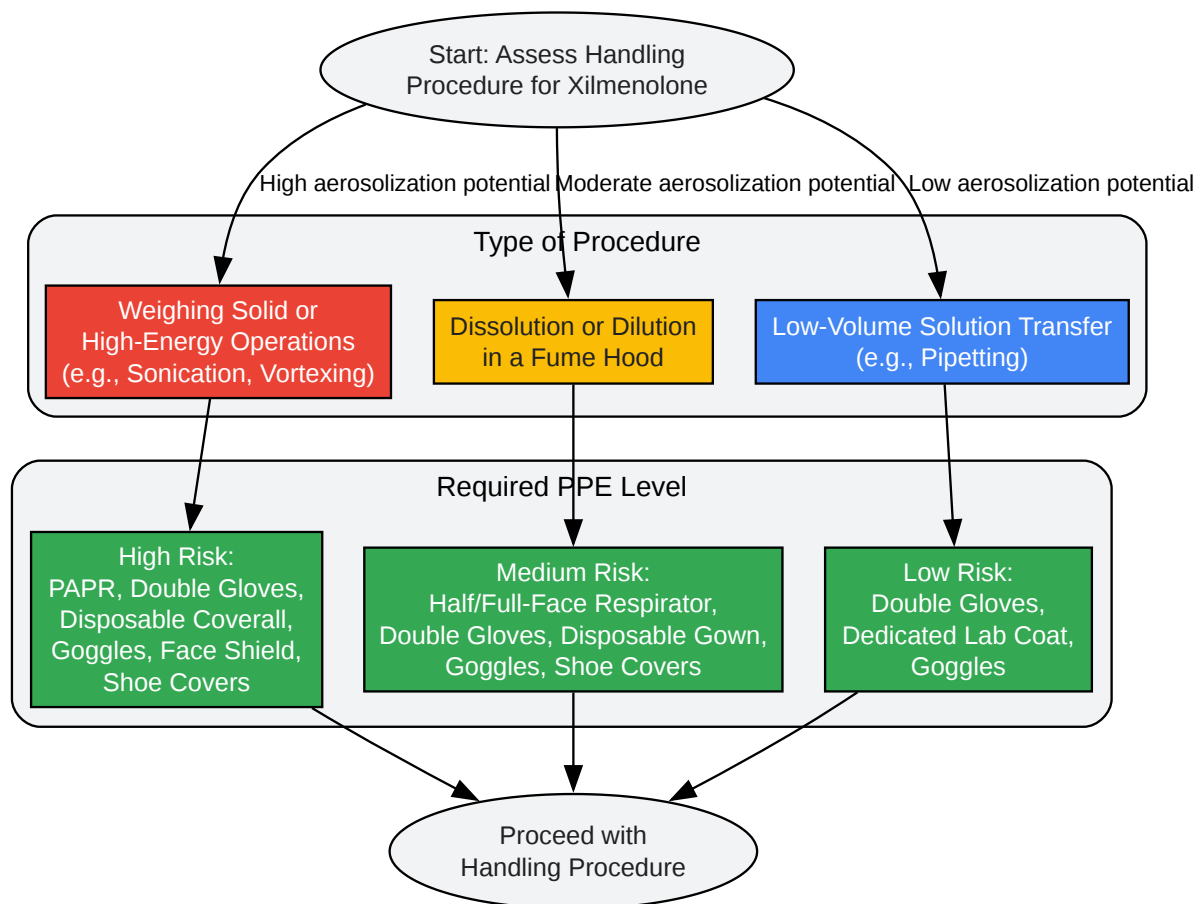 Start: Assess Handling
Procedure for Xilmenolone
High aerosolization potential
Moderate aerosolization potential
Low aerosolization potential
Type of Procedure
Weighing Solid or
High-Energy Operations
(e.g., Sonication, Vortexing)
Dissolution or Dilution
in a Fume Hood
Low-Volume Solution Transfer
(e.g., Pipetting)
Required PPE Level
High Risk:
PAPR, Double Gloves,
Disposable Coverall,
Goggles, Face Shield,
Shoe Covers
Medium Risk:
Half/Full-Face Respirator,
Double Gloves, Disposable Gown,
Goggles, Shoe Covers
Low Risk:
Double Gloves,
Dedicated Lab Coat,
Goggles
Proceed with
Handling Procedure